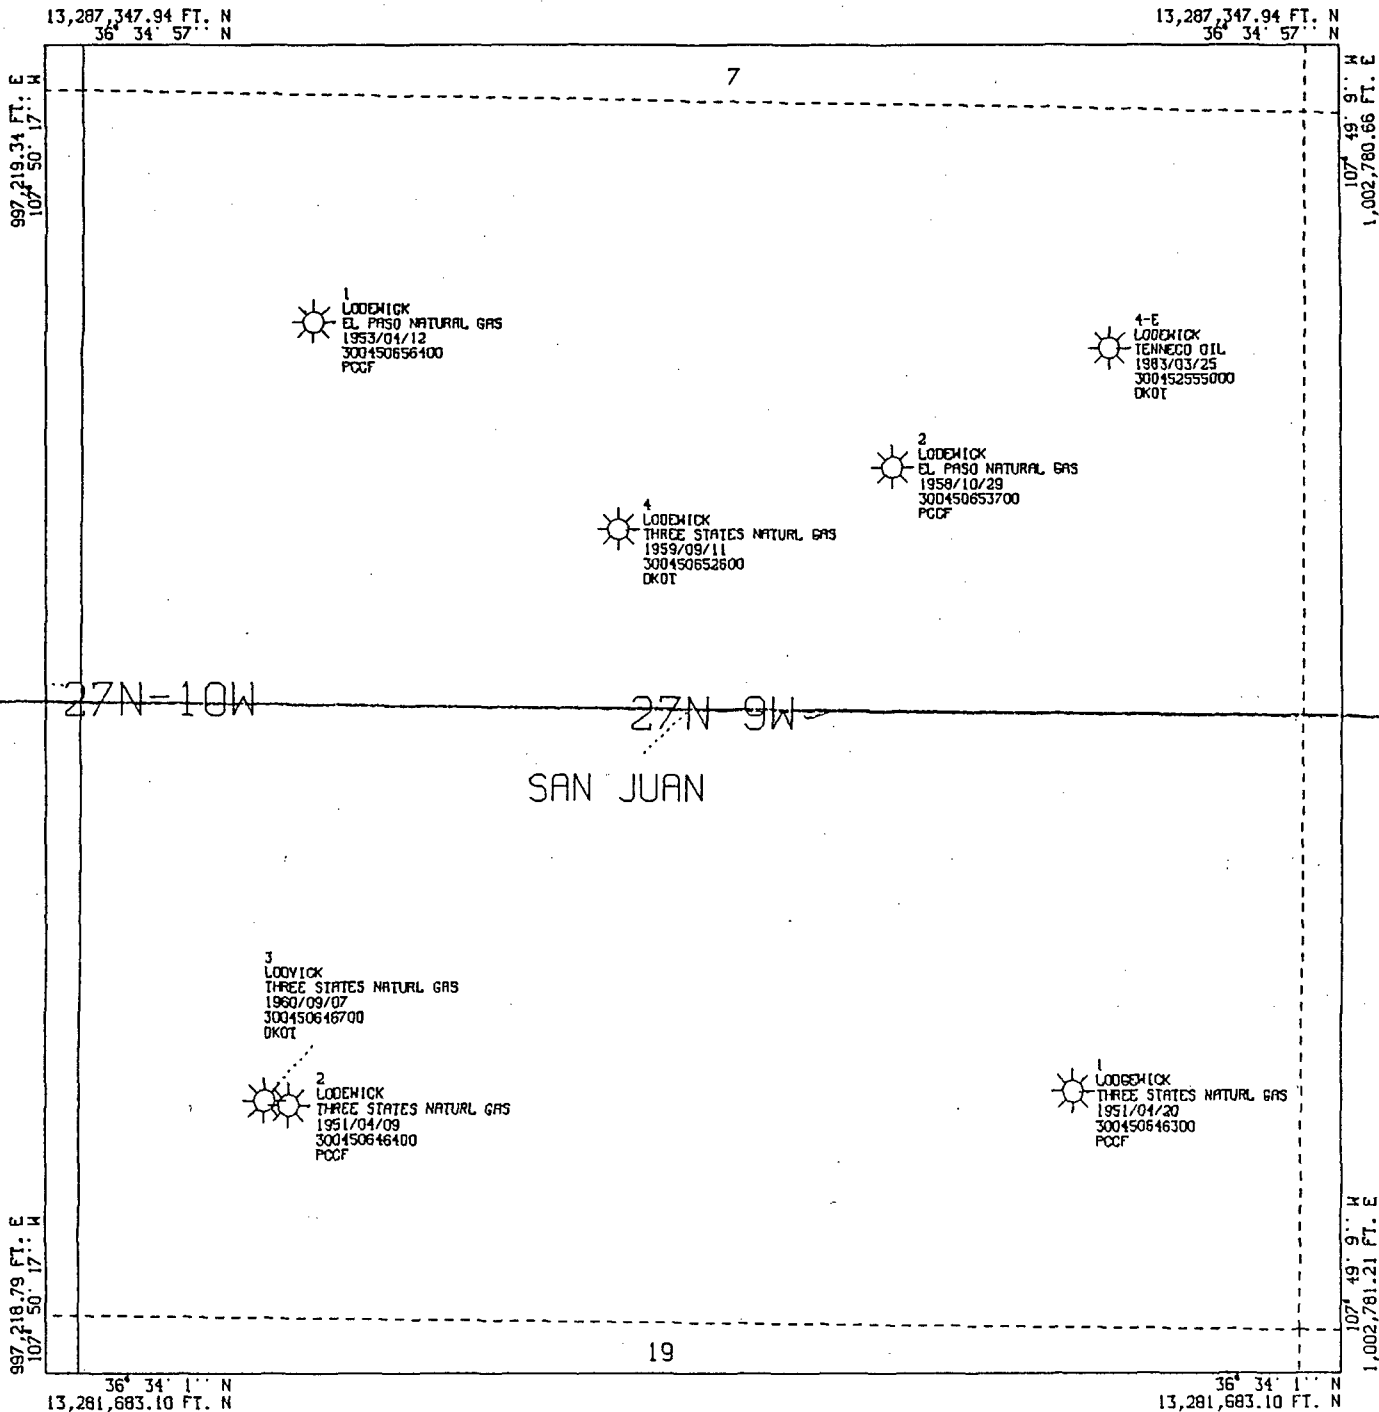 13,287,347.94 FT. N
36° 34' 57'' N
13,287,347.94 FT. N
36° 34' 57'' N
997,219.34 FT. E
107° 50' 17'' W
107° 49' 9'' W
1,002,780.66 FT. E
7
1
LODEWICK
EL PASO NATURAL GAS
1953/04/12
300450656400
PCCF
4-E
LODEWICK
TENNECO OIL
1983/03/25
300452555000
DKOT
2
LODEWICK
EL PASO NATURAL GAS
1958/10/29
300450653700
PCCF
4
LODEWICK
THREE STATES NATURL GAS
1959/09/11
300450652600
DKOT
27N-10W
27N 9W
SAN JUAN
3
LODVICK
THREE STATES NATURL GAS
1960/09/07
300450646700
DKOT
2
LODEWICK
THREE STATES NATURL GAS
1951/04/09
300450646400
PCCF
1
LODGEWICK
THREE STATES NATURL GAS
1951/04/20
300450646300
PCCF
997,218.79 FT. E
107° 50' 17'' W
107° 49' 9'' W
1,002,781.21 FT. E
19
36° 34' 1'' N
13,281,683.10 FT. N
36° 34' 1'' N
13,281,683.10 FT. N